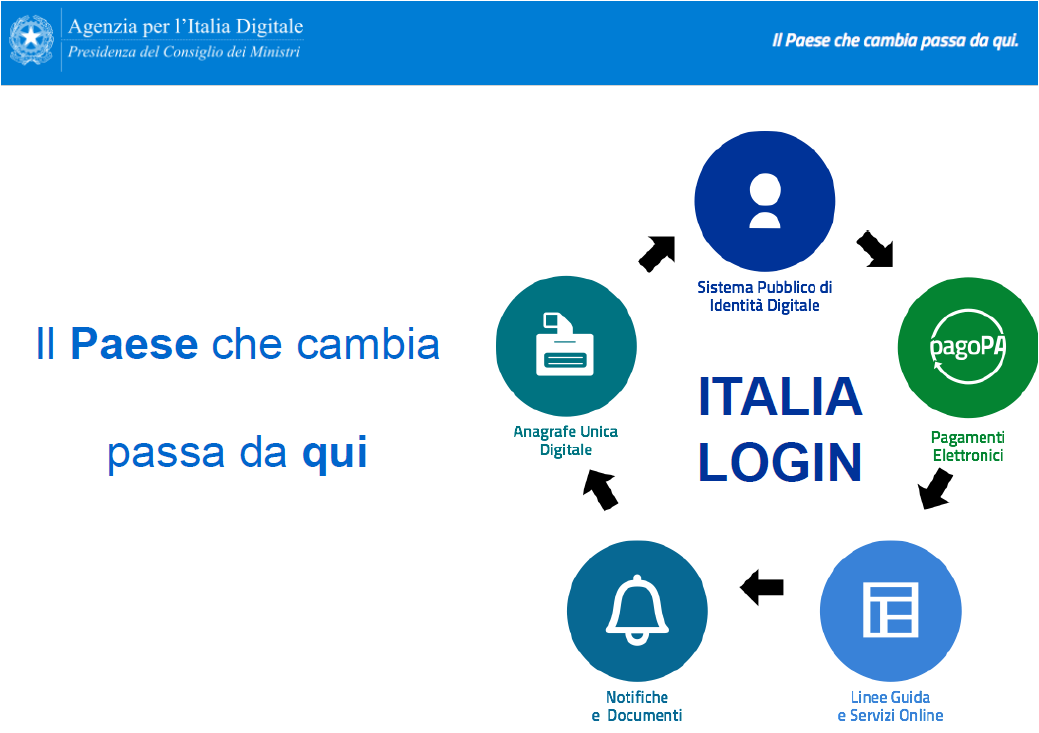 Agenzia per l'Italia Digitale
Presidenza del Consiglio dei Ministri
Il Paese che cambia passa da qui.
Il Paese che cambia
passa da qui
Sistema Pubblico di
Identità Digitale
pagoPA
Pagamenti
Elettronici
Linee Guida
e Servizi Online
Notifiche
e Documenti
Anagrafe Unica
Digitale
ITALIA
LOGIN